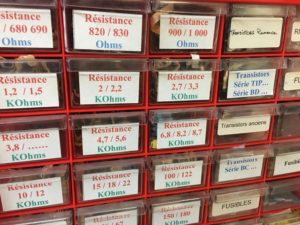 / 680 690
Ohms
Résistance
820 / 830
Ohms
Résistance
900 / 1 000
Ohms
Résistance
1,2 / 1,5
KOhms
Résistance
2 / 2,2
KOhms
Résistance
2,7 / 3,3
KOhms
Transistors
Série TIP...
Série BD ...
Résistance
3,8 / ......
KOhms
Résistance
4,7 / 5,6
KOhms
Résistance
6,8 / 8,2 / 8,7
KOhms
Transistors anciens
Résistance
10 / 12
KOhms
Résistance
15 / 18 / 22
KOhms
Résistance
100 / 122
KOhms
Transistors
Série BC ...
Résistance
Résistance
150 / 180
KOhms
FUSIBLES
FUSIBLES